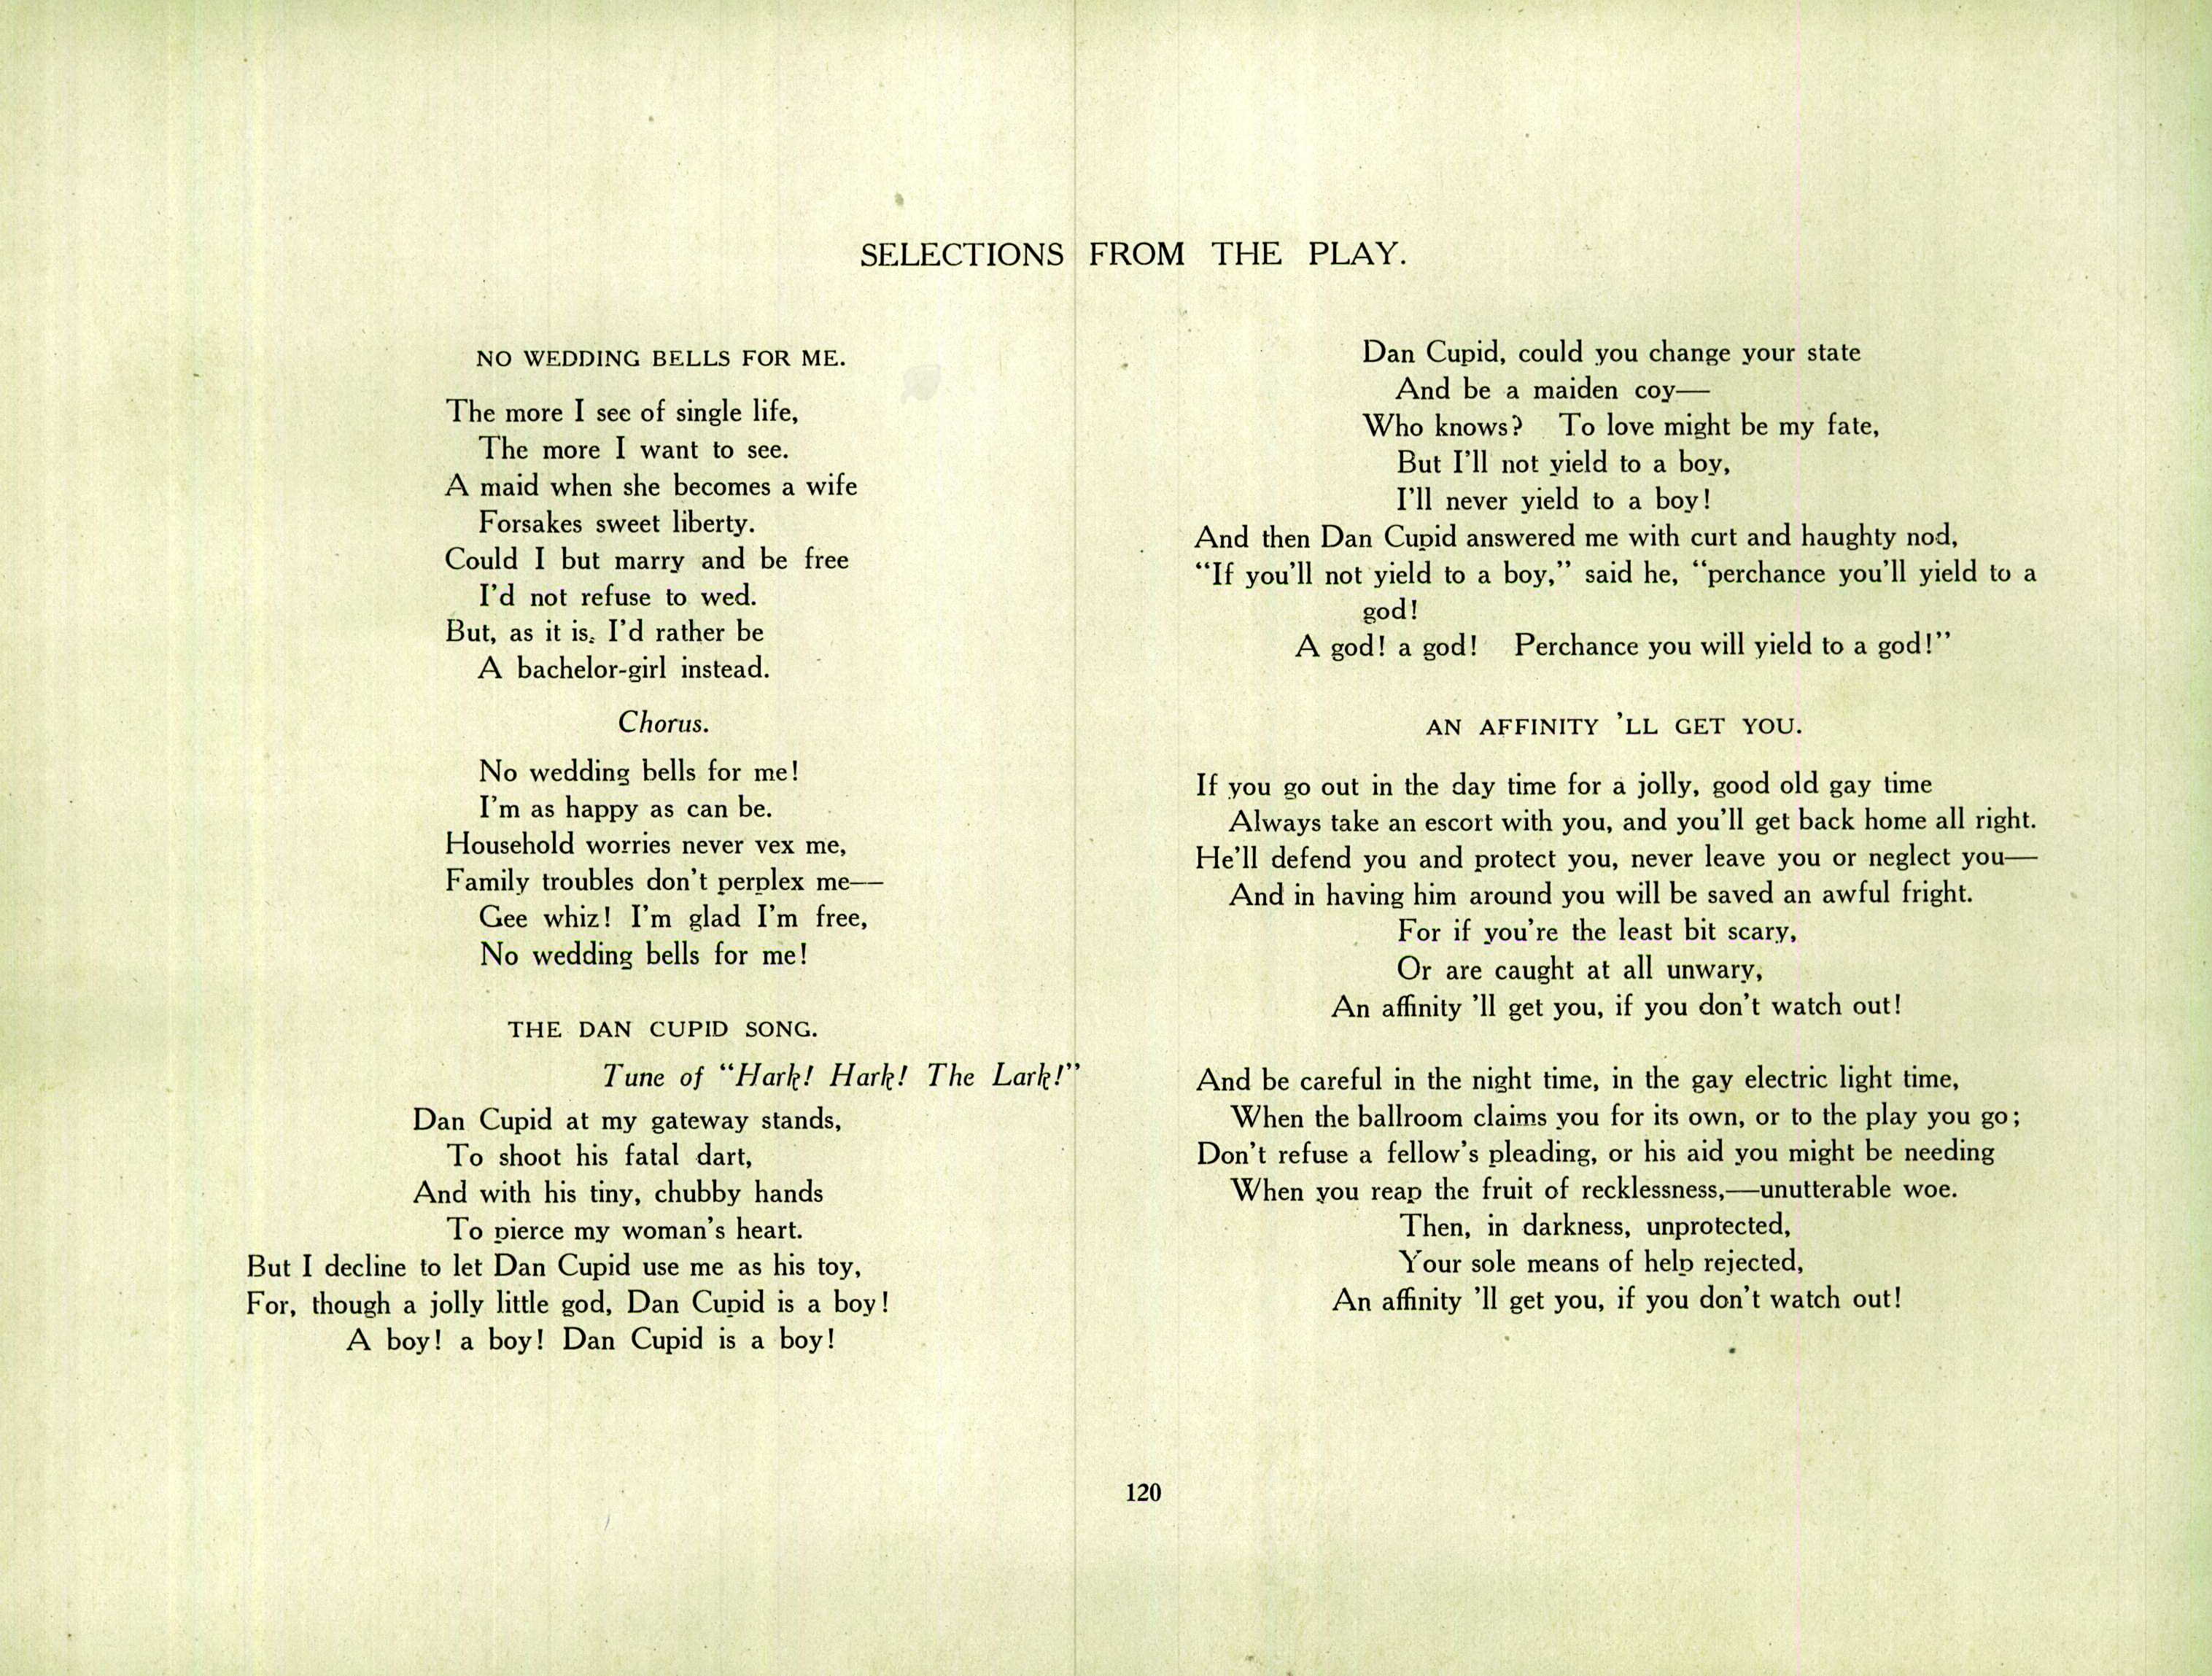 SELECTIONS FROM THE PLAY.
NO WEDDING BELLS FOR ME.
The more I see of single life,
The more I want to see.
A maid when she becomes a wife
Forsakes sweet liberty.
Could I but marry and be free
I'd not refuse to wed.
But, as it is, I'd rather be
A bachelor-girl instead.
Chorus.
No wedding bells for me!
I'm as happy as can be.
Household worries never vex me,
Family troubles don't perplex me—
Gee whiz! I'm glad I'm free,
No wedding bells for me!
THE DAN CUPID SONG.
Tune of "Hark! Hark! The Lark!"
Dan Cupid at my gateway stands,
To shoot his fatal dart,
And with his tiny, chubby hands
To pierce my woman's heart.
But I decline to let Dan Cupid use me as his toy,
For, though a jolly little god, Dan Cupid is a boy!
A boy! a boy! Dan Cupid is a boy!
Dan Cupid, could you change your state
And be a maiden coy—
Who knows? To love might be my fate,
But I'll not yield to a boy,
I'll never yield to a boy!
And then Dan Cupid answered me with curt and haughty nod,
"If you'll not yield to a boy," said he, "perchance you'll yield to a
god!
A god! a god! Perchance you will yield to a god!"
AN AFFINITY 'LL GET YOU.
If you go out in the day time for a jolly, good old gay time
Always take an escort with you, and you'll get back home all right.
He'll defend you and protect you, never leave you or neglect you—
And in having him around you will be saved an awful fright.
For if you're the least bit scary,
Or are caught at all unwary,
An affinity 'll get you, if you don't watch out!
And be careful in the night time, in the gay electric light time,
When the ballroom claims you for its own, or to the play you go;
Don't refuse a fellow's pleading, or his aid you might be needing
When you reap the fruit of recklessness,—unutterable woe.
Then, in darkness, unprotected,
Your sole means of help rejected,
An affinity 'll get you, if you don't watch out!
120